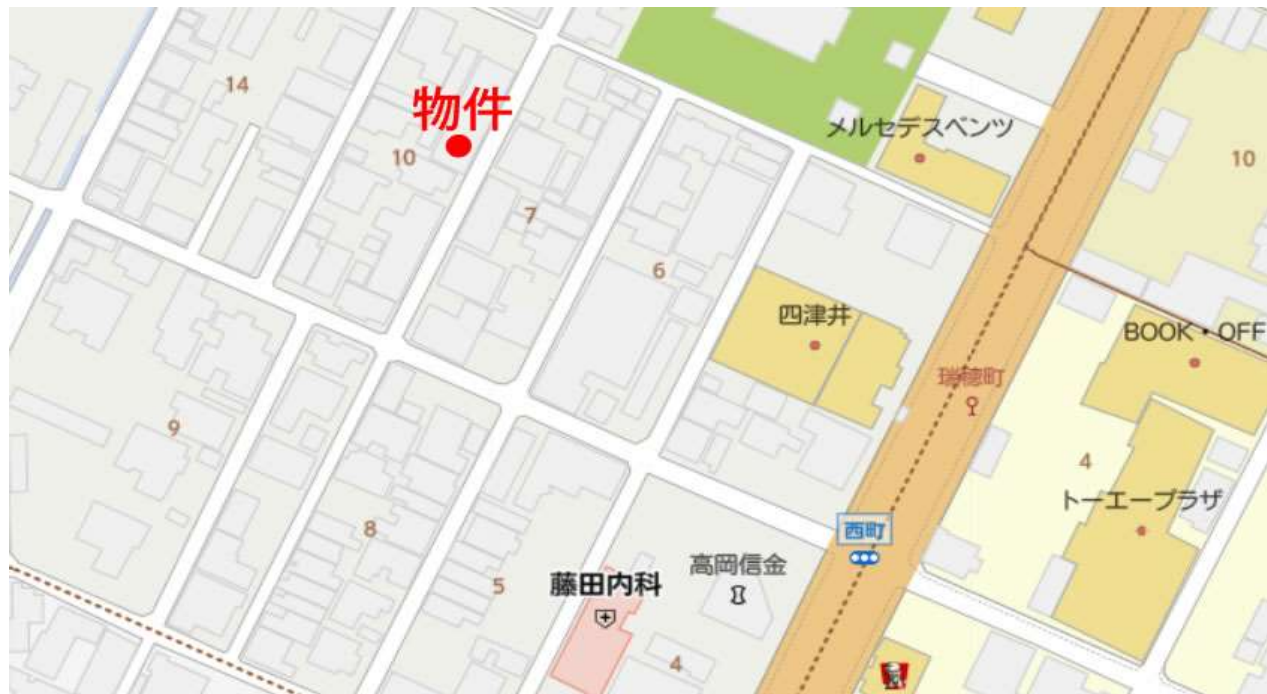 14
物件
10
メルセデスベンツ
10
7
6
四津井
BOOK・OFF
瑞穂町
9
4
トーエープラザ
8
西町
高岡信金
藤田内科
5
4